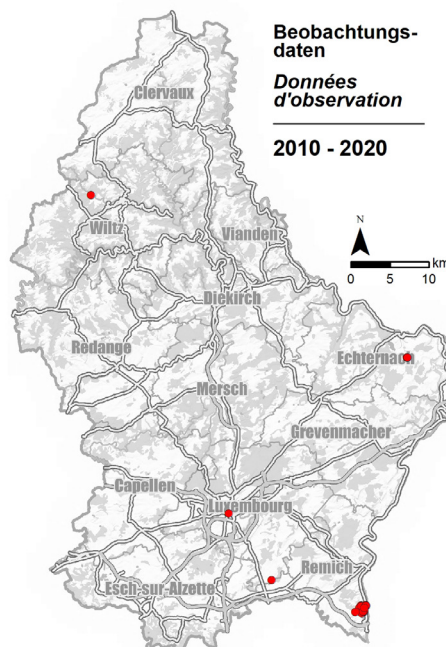 Beobachtungs-
daten
Données
d'observation
2010 - 2020
Clervaux
N
Wiltz
Vianden
km
0 5 10
Diekirch
Redange
Echternach
Mersch
Grevenmacher
Capellen
Luxembourg
Remich
Esch-sur-Alzette